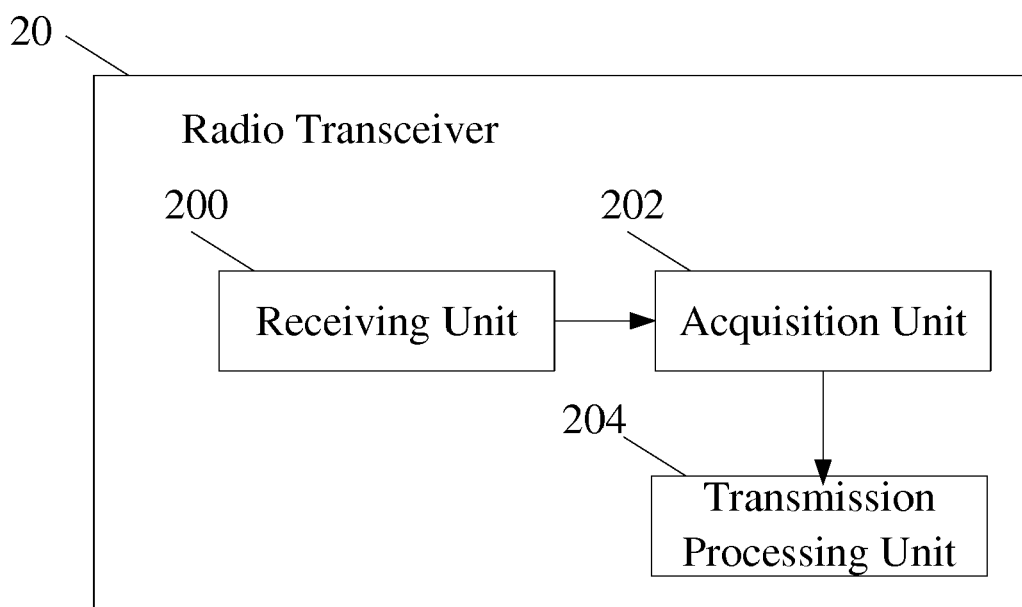 20
Radio Transceiver
200
202
Receiving Unit
Acquisition Unit
204
Transmission
Processing Unit